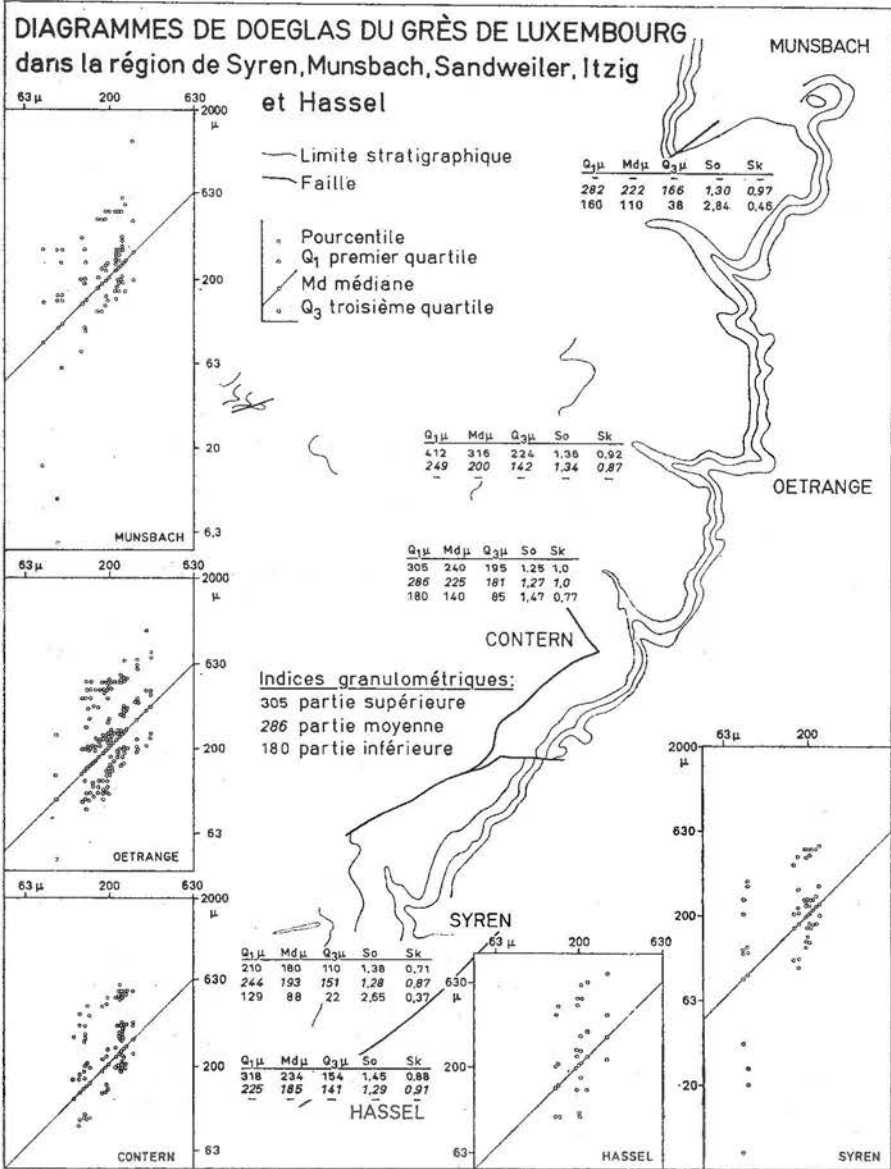 DIAGRAMMES DE DOEGLAS DU GRÈS DE LUXEMBOURG
dans la région de Syren, Munsbach, Sandweiler, Itzig
et Hassel
MUNSBACH
63 μ 200 630
2000
μ
630
200
63
20
6,3
MUNSBACH
Limite stratigraphique
Faille
Pourcentile
Q1 premier quartile
Md médiane
Q3 troisième quartile
Q1μ Mdμ Q3μ So Sk
– – – – –
282 222 166 1,30 0,97
160 110 38 2,84 0,46
Q1μ Mdμ Q3μ So Sk
412 316 224 1,36 0,92
249 200 142 1,34 0,87
– – – – –
OETRANGE
63 μ 200 630
2000
μ
630
200
63
OETRANGE
Q1μ Mdμ Q3μ So Sk
305 240 195 1,25 1,0
286 225 181 1,27 1,0
180 140 85 1,47 0,77
CONTERN
Indices granulométriques:
305 partie supérieure
286 partie moyenne
180 partie inférieure
63 μ 200 630
2000
μ
630
200
63
CONTERN
SYREN
Q1μ Mdμ Q3μ So Sk
210 180 110 1,38 0,71
244 193 151 1,28 0,87
129 88 22 2,65 0,37
Q1μ Mdμ Q3μ So Sk
318 234 154 1,45 0,88
225 185 141 1,29 0,91
– – – – –
HASSEL
63 μ 200 630
630
μ
200
63
HASSEL
63 μ 200
2000
μ
630
200
63
20
SYREN